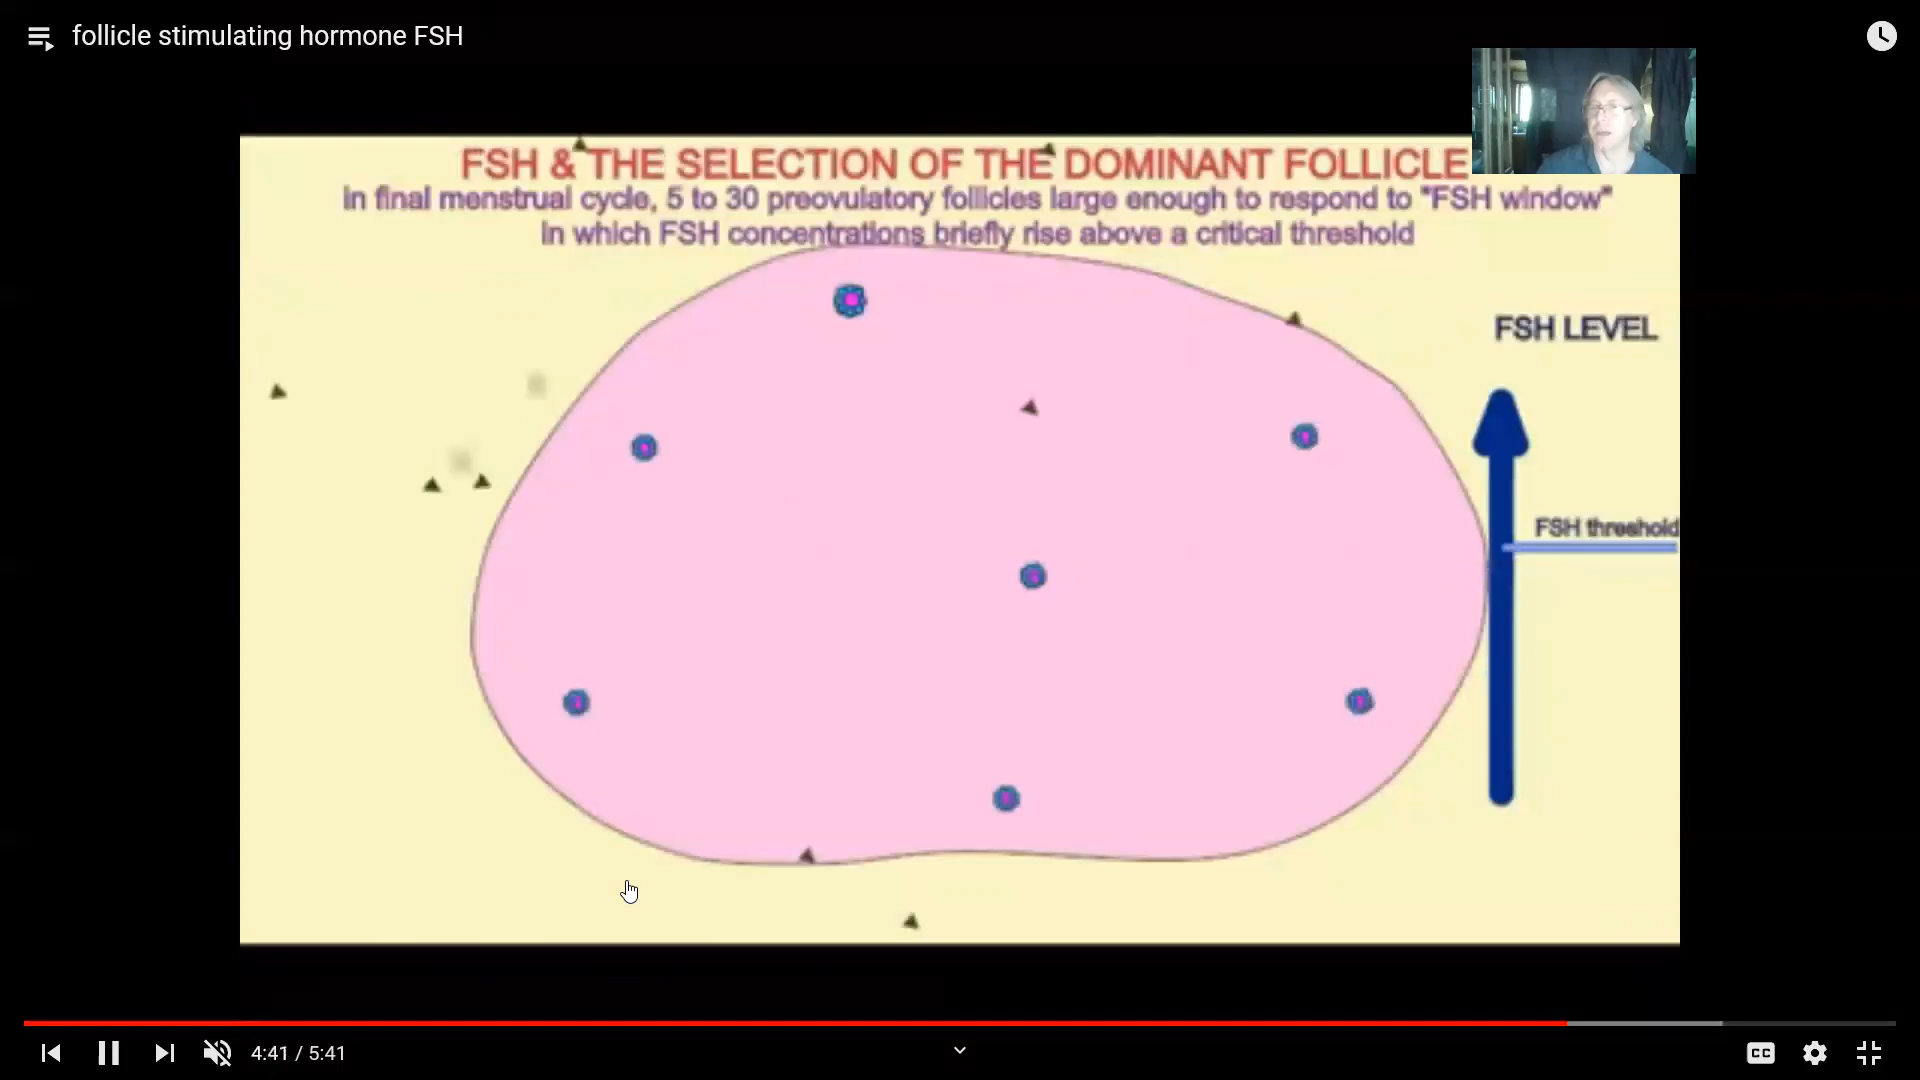 follicle stimulating hormone FSH
FSH & THE SELECTION OF THE DOMINANT FOLLICLE
in final menstrual cycle, 5 to 30 preovulatory follicles large enough to respond to "FSH window"
in which FSH concentrations briefly rise above a critical threshold
FSH LEVEL
FSH threshold
4:41 / 5:41
CC